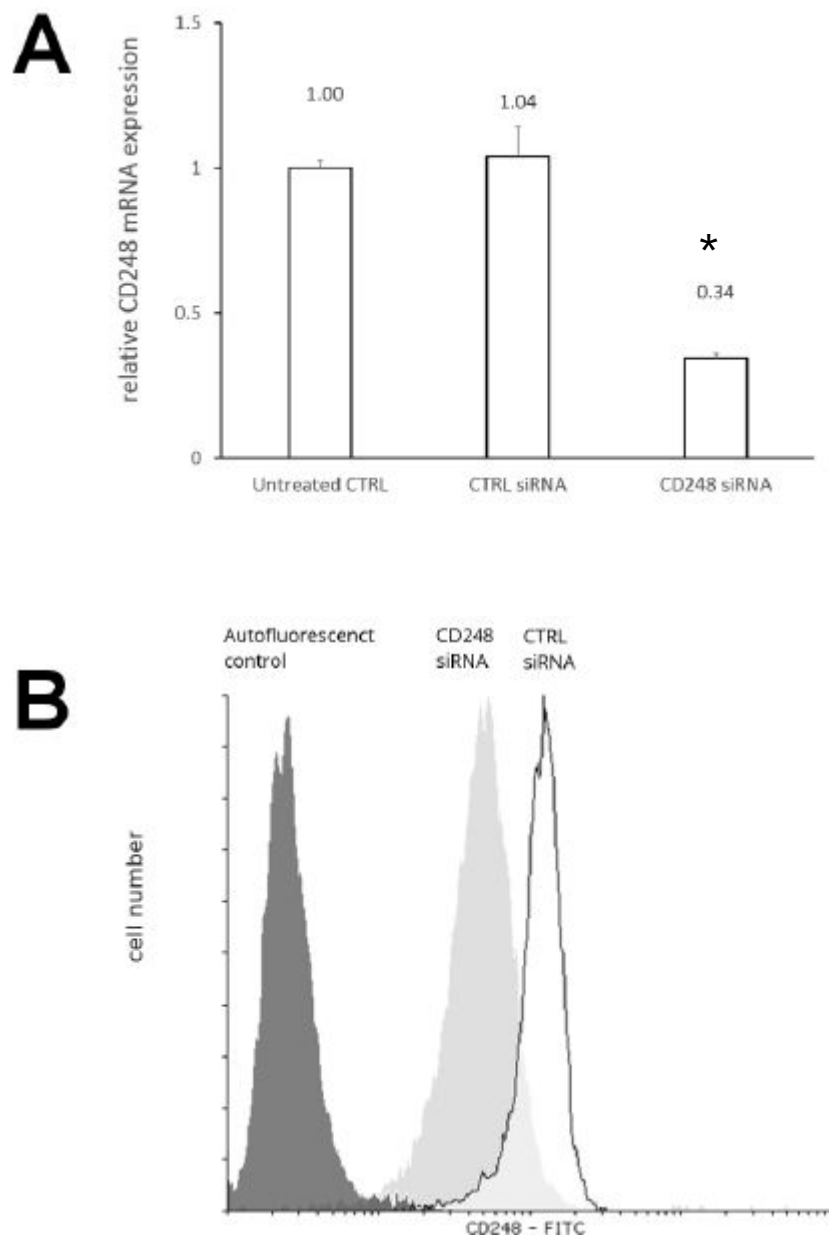 A
relative CD248 mRNA expression
1.5
1
0.5
0
1.00
1.04
*
0.34
Untreated CTRL
CTRL siRNA
CD248 siRNA
B
Autofluorescenct
control
CD248
siRNA
CTRL
siRNA
cell number
CD248 - FITC